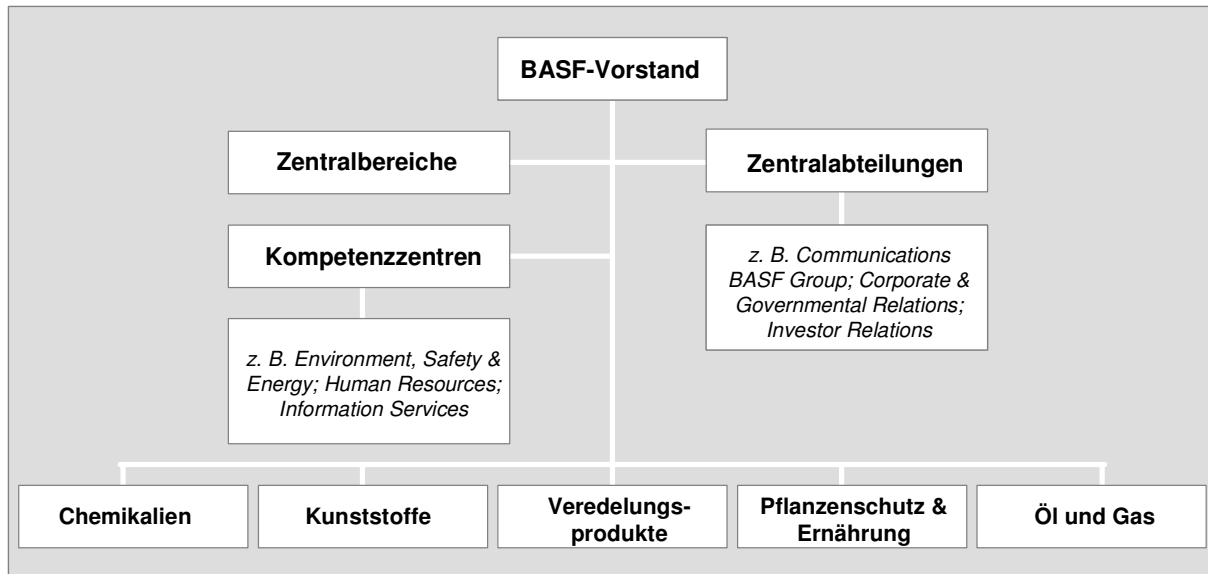 BASF-Vorstand
Zentralbereiche
Zentralabteilungen
Kompetenzzentren
z. B. Communications
BASF Group; Corporate &
Governmental Relations;
Investor Relations
z. B. Environment, Safety &
Energy; Human Resources;
Information Services
Chemikalien
Kunststoffe
Veredelungs-
produkte
Pflanzenschutz &
Ernährung
Öl und Gas